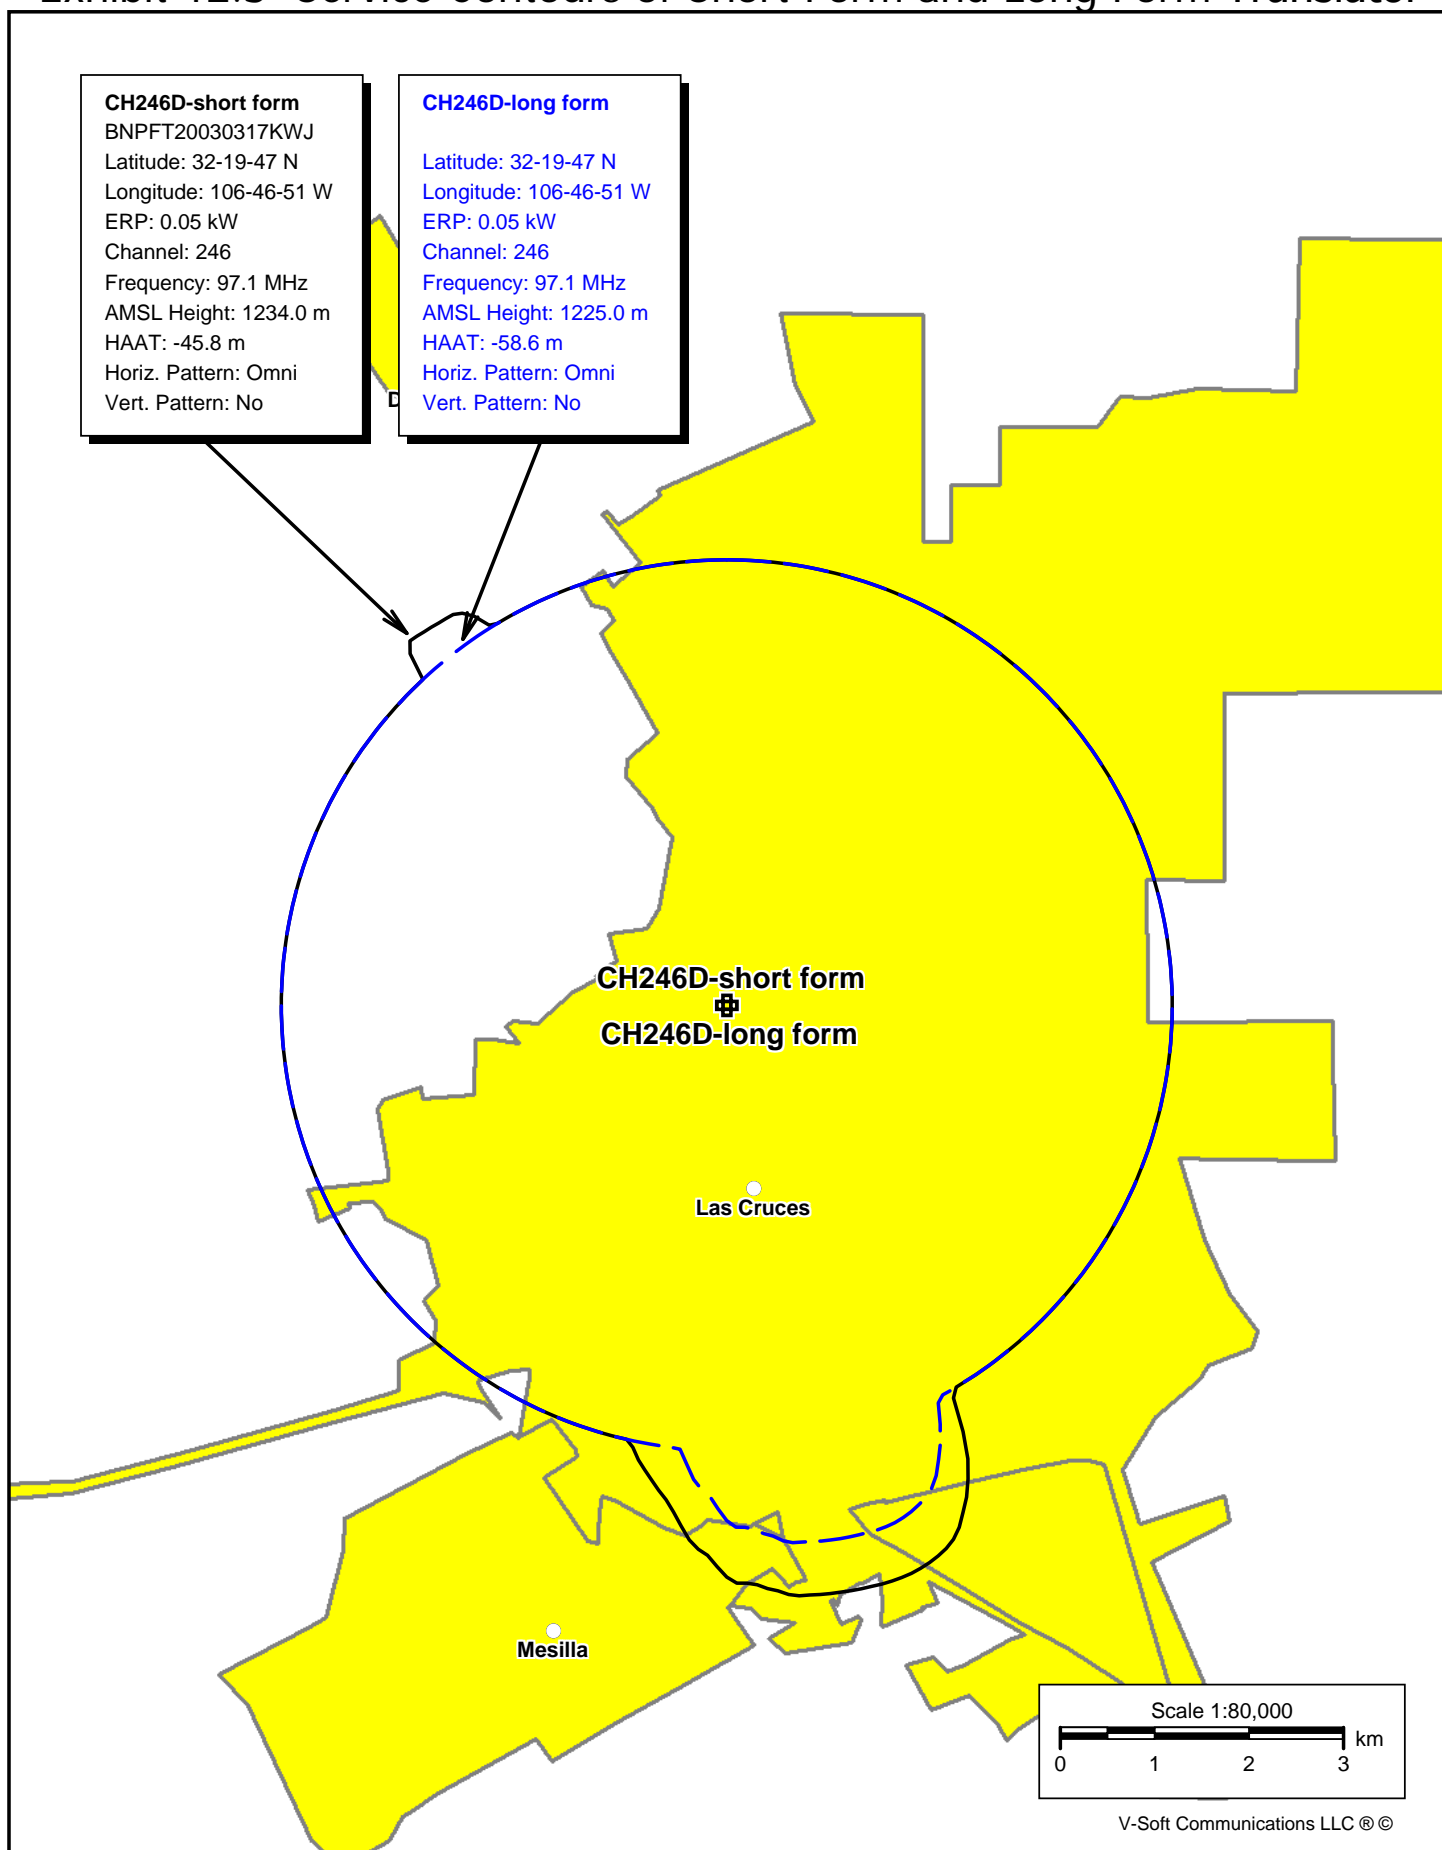 CH246D-short form
BNPFT20030317KWJ
Latitude: 32-19-47 N
Longitude: 106-46-51 W
ERP: 0.05 kW
Channel: 246
Frequency: 97.1 MHz
AMSL Height: 1234.0 m
HAAT: -45.8 m
Horiz. Pattern: Omni
Vert. Pattern: No
CH246D-long form
Latitude: 32-19-47 N
Longitude: 106-46-51 W
ERP: 0.05 kW
Channel: 246
Frequency: 97.1 MHz
AMSL Height: 1225.0 m
HAAT: -58.6 m
Horiz. Pattern: Omni
Vert. Pattern: No
CH246D-short form
CH246D-long form
Las Cruces
Mesilla
Scale 1:80,000
km
0 1 2 3
V-Soft Communications LLC ® ©